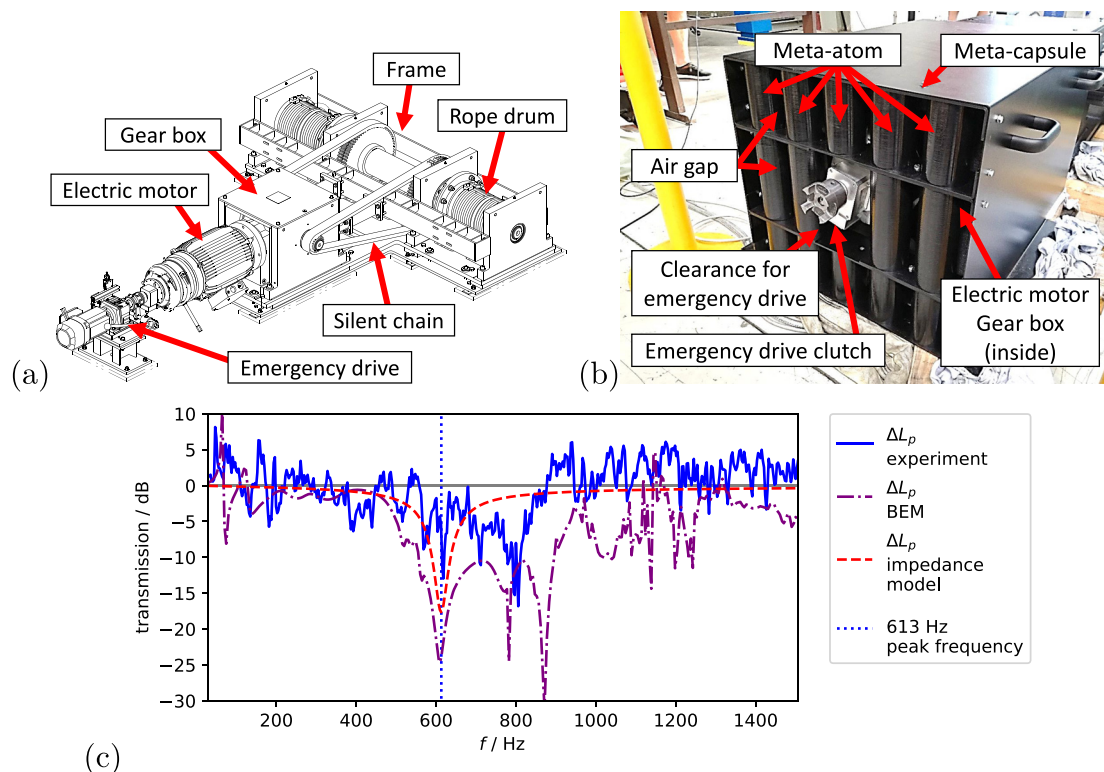 Frame
Gear box
Rope drum
Electric motor
Silent chain
Emergency drive
(a)
Meta-atom
Meta-capsule
Air gap
Clearance for
emergency drive
Emergency drive clutch
Electric motor
Gear box
(inside)
(b)
10
5
0
−5
−10
−15
−20
−25
−30
transmission / dB
200
400
600
800
1000
1200
1400
f / Hz
ΔLp
experiment
ΔLp
BEM
ΔLp
impedance
model
613 Hz
peak frequency
(c)